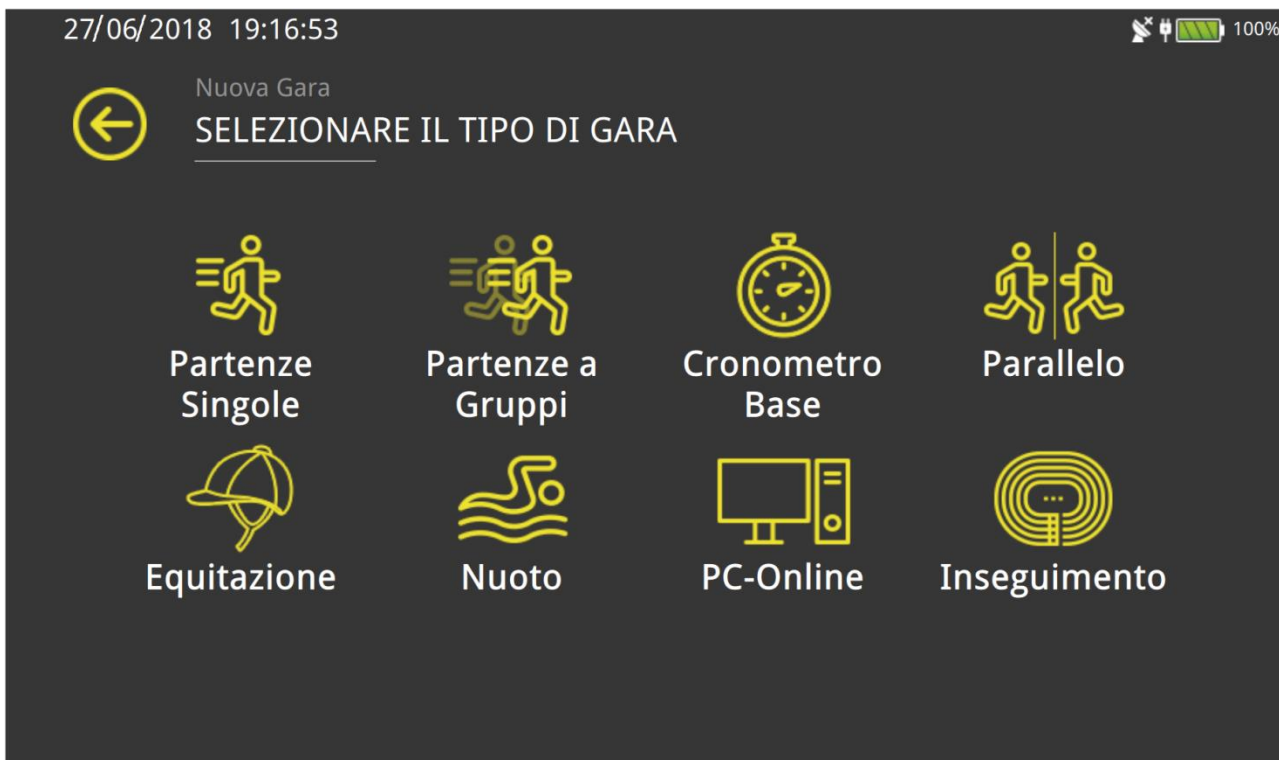 27/06/2018 19:16:53 100%
Nuova Gara
SELEZIONARE IL TIPO DI GARA
Partenze Singole
Partenze a Gruppi
Cronometro Base
Parallelo
Equitazione
Nuoto
PC-Online
Inseguimento